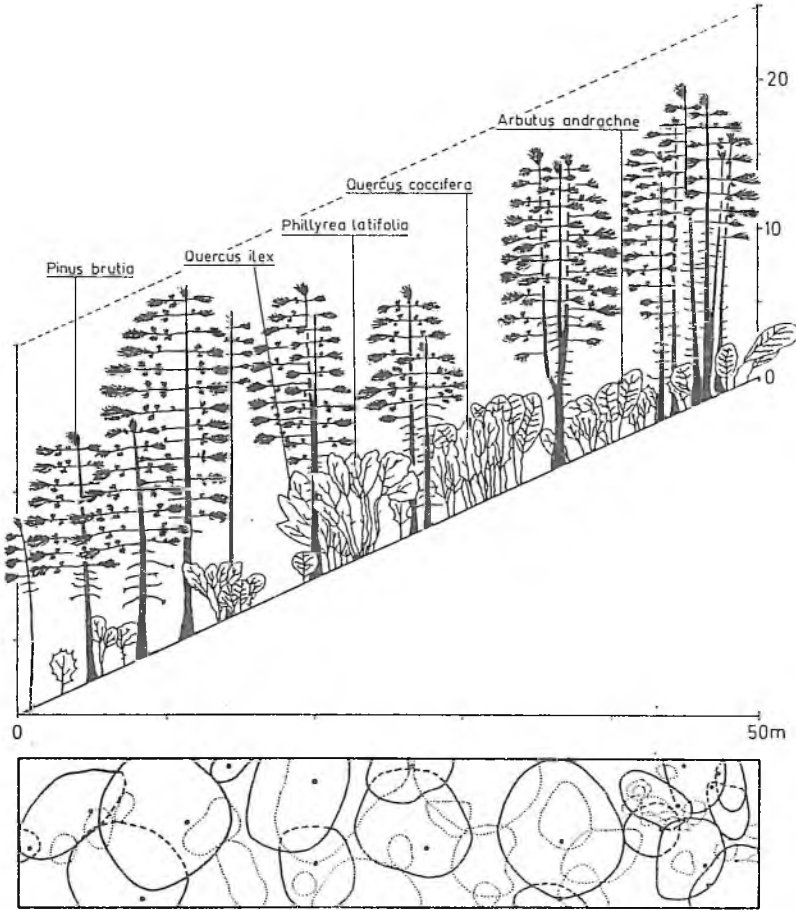 20
Arbutus andrachne
Quercus coccifera
Phillyrea latifolia
Quercus ilex
Pinus brutia
10
0
0
50m